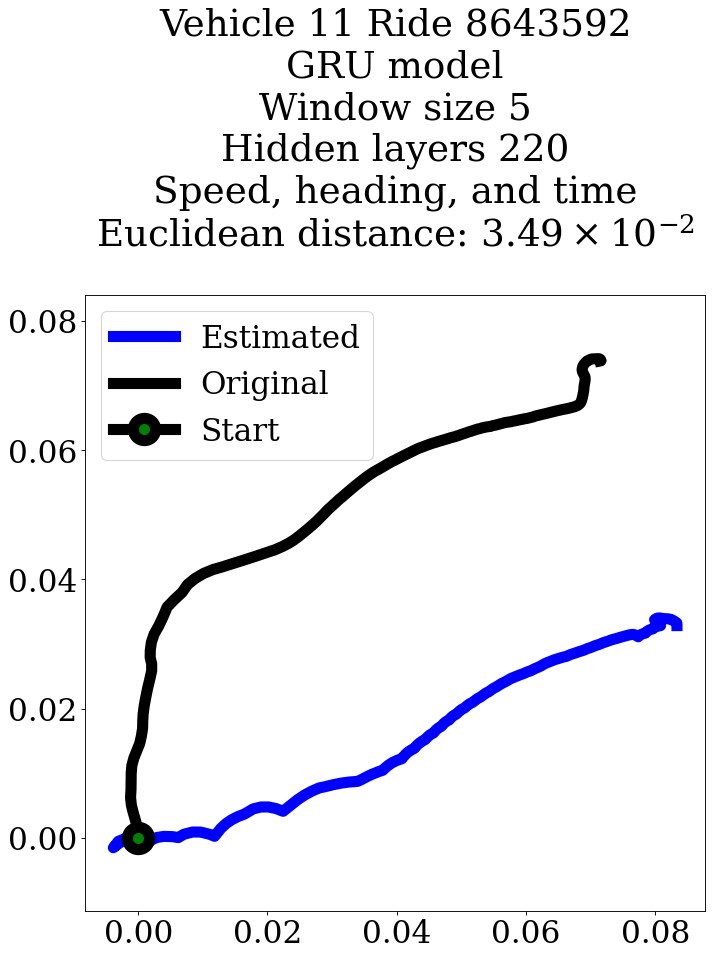 Vehicle 11 Ride 8643592
GRU model
Window size 5
Hidden layers 220
Speed, heading, and time
Euclidean distance: 3.49 × 10⁻²
Estimated
Original
Start
0.08
0.06
0.04
0.02
0.00
0.00 0.02 0.04 0.06 0.08